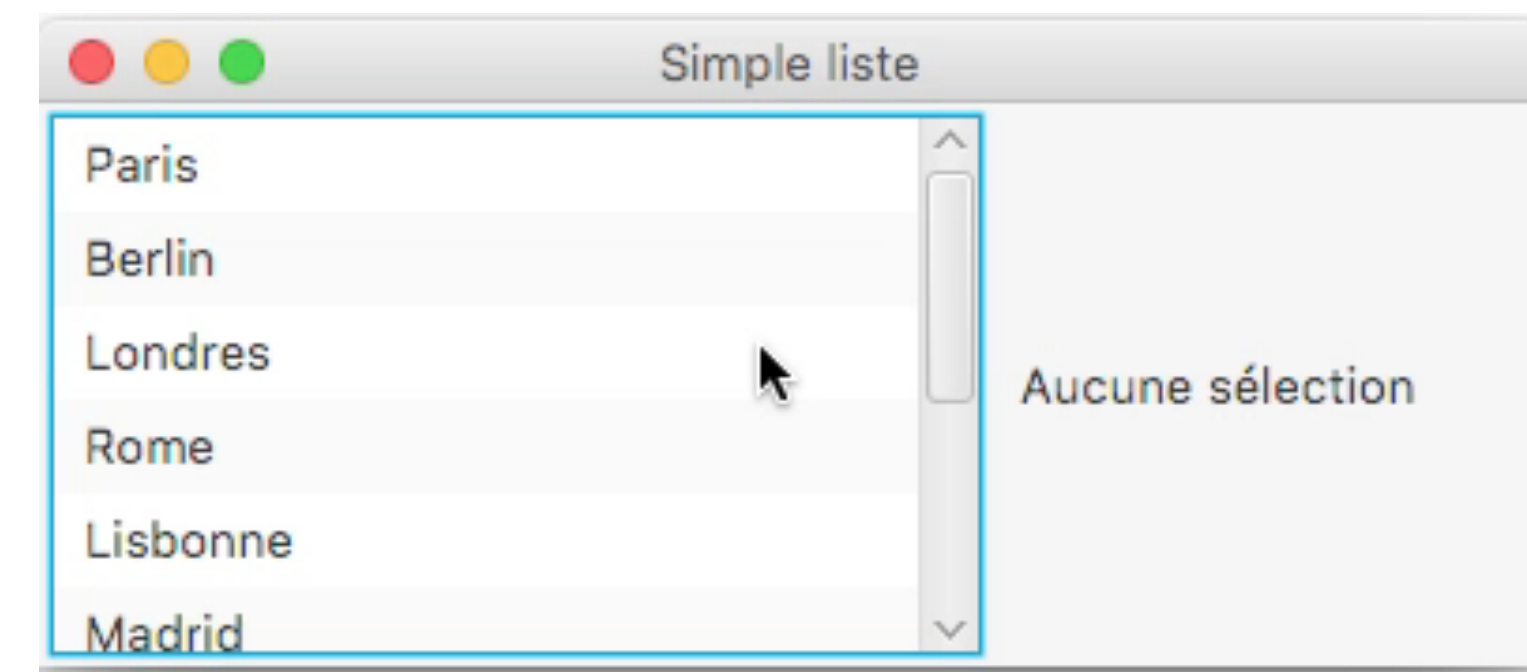 Simple liste
Paris
Berlin
Londres
Aucune sélection
Rome
Lisbonne
Madrid